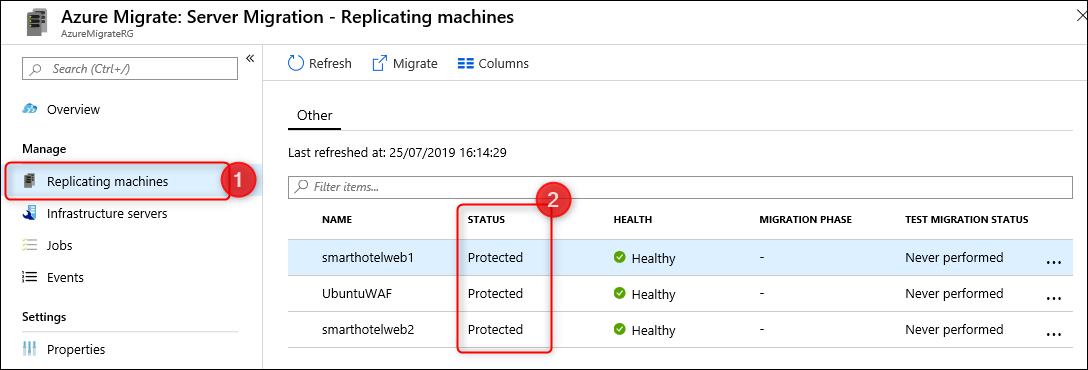 Azure Migrate: Server Migration - Replicating machines
AzureMigrateRG
Search (Ctrl+/)
«
Overview
Manage
Replicating machines
1
Infrastructure servers
Jobs
Events
Settings
Properties
Refresh Migrate Columns
Other
Last refreshed at: 25/07/2019 16:14:29
Filter items...
2
NAME STATUS HEALTH MIGRATION PHASE TEST MIGRATION STATUS
smarthotelweb1 Protected Healthy - Never performed ...
UbuntuWAF Protected Healthy - Never performed ...
smarthotelweb2 Protected Healthy - Never performed ...